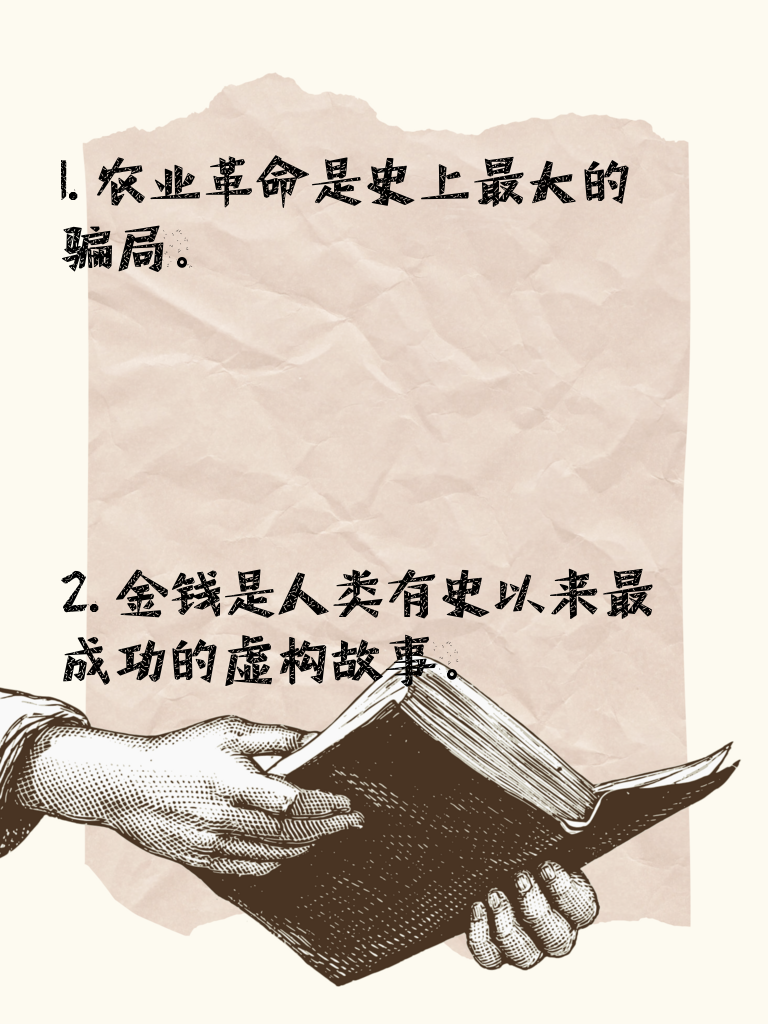 1. 农业革命是史上最大的
骗局。
2. 金钱是人类有史以来最
成功的虚构故事。